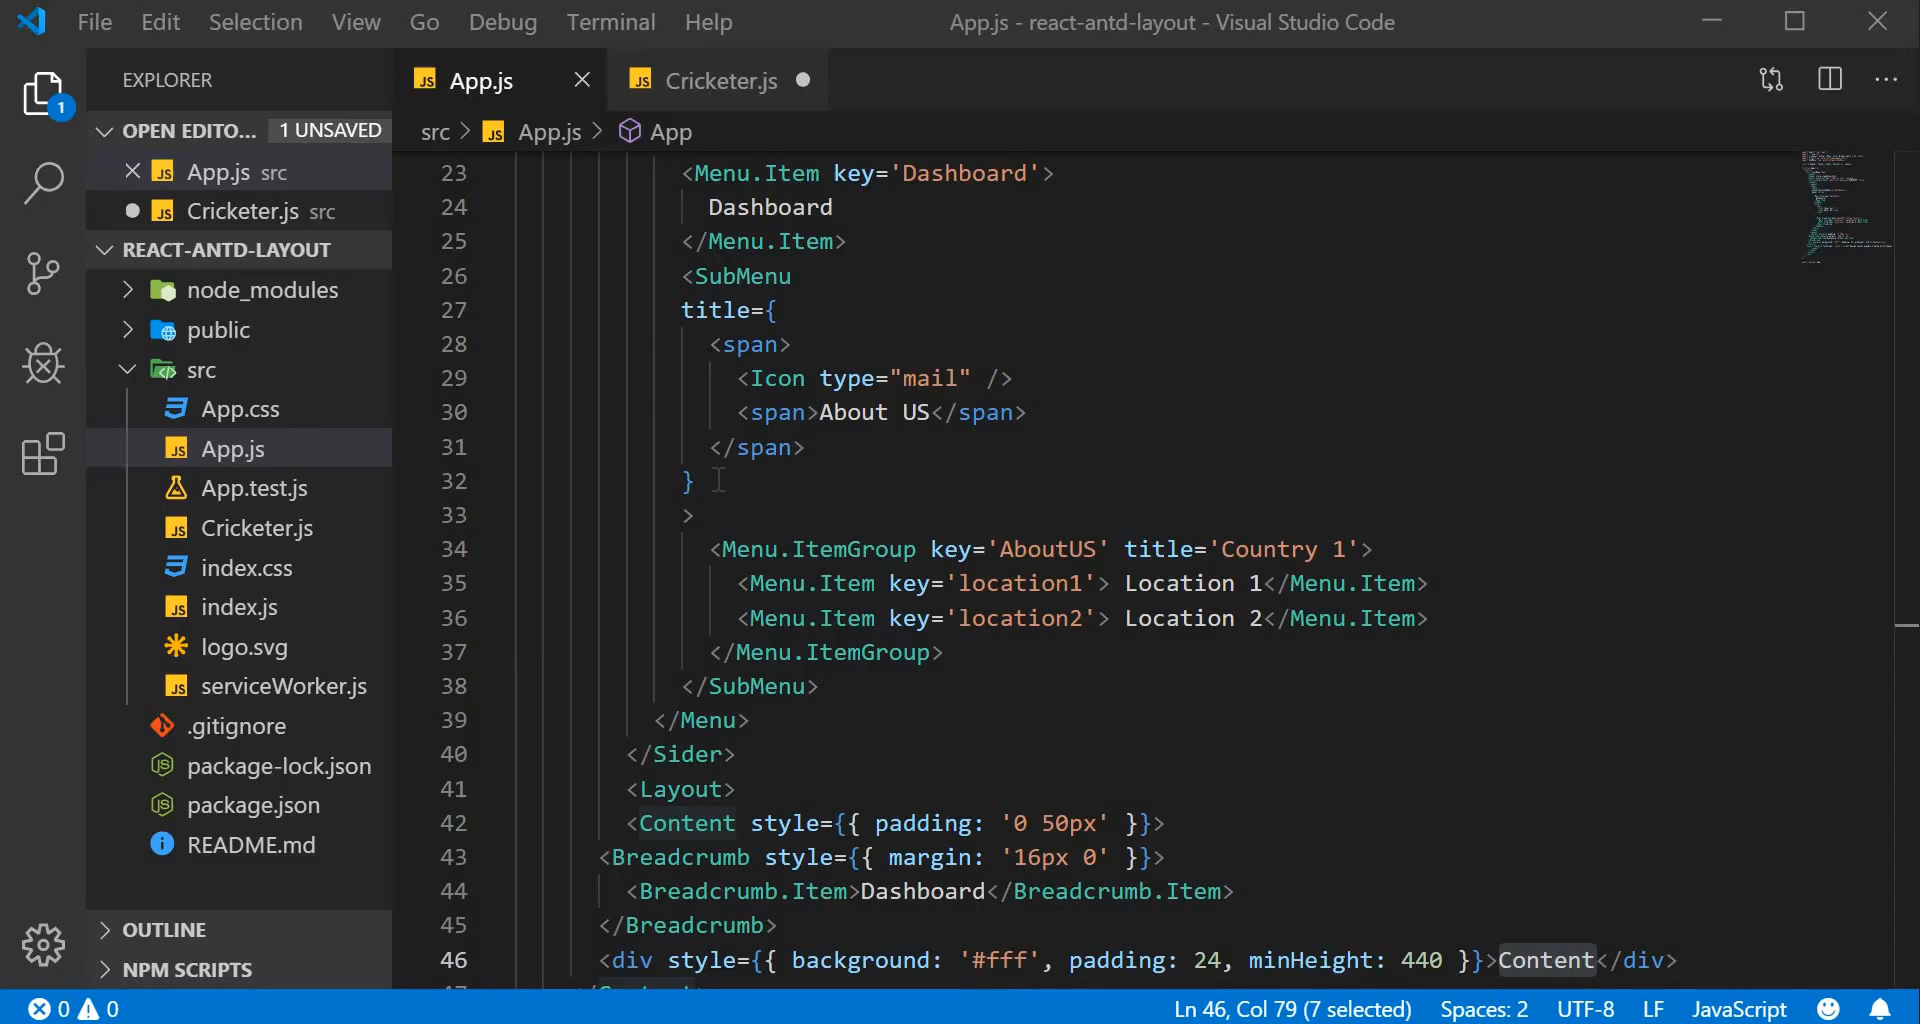 File Edit Selection View Go Debug Terminal Help
App.js - react-antd-layout - Visual Studio Code
EXPLORER
OPEN EDITO... 1 UNSAVED
App.js src
Cricketer.js src
REACT-ANTD-LAYOUT
node_modules
public
src
App.css
App.js
App.test.js
Cricketer.js
index.css
index.js
logo.svg
serviceWorker.js
.gitignore
package-lock.json
package.json
README.md
OUTLINE
NPM SCRIPTS
1
App.js Cricketer.js
src > App.js > App
23 <Menu.Item key='Dashboard'>
24 Dashboard
25 </Menu.Item>
26 <SubMenu
27 title={
28 <span>
29 <Icon type="mail" />
30 <span>About US</span>
31 </span>
32 }
33 >
34 <Menu.ItemGroup key='AboutUS' title='Country 1'>
35 <Menu.Item key='location1'> Location 1</Menu.Item>
36 <Menu.Item key='location2'> Location 2</Menu.Item>
37 </Menu.ItemGroup>
38 </SubMenu>
39 </Menu>
40 </Sider>
41 <Layout>
42 <Content style={{ padding: '0 50px' }}>
43 <Breadcrumb style={{ margin: '16px 0' }}>
44 <Breadcrumb.Item>Dashboard</Breadcrumb.Item>
45 </Breadcrumb>
46 <div style={{ background: '#fff', padding: 24, minHeight: 440 }}>Content</div>
0 0
Ln 46, Col 79 (7 selected) Spaces: 2 UTF-8 LF JavaScript